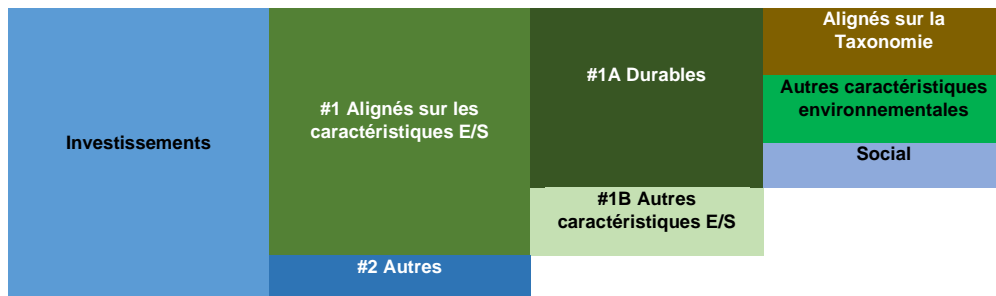 Investissements
#1 Alignés sur les
caractéristiques E/S
#2 Autres
#1A Durables
#1B Autres
caractéristiques E/S
Alignés sur la
Taxonomie
Autres caractéristiques
environnementales
Social